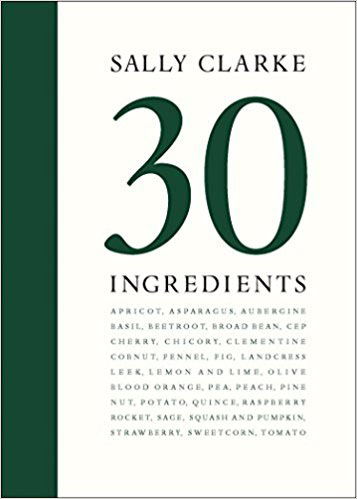 SALLY CLARKE
30
INGREDIENTS
APRICOT, ASPARAGUS, AUBERGINE
BASIL, BEETROOT, BROAD BEAN, CEP
CHERRY, CHICORY, CLEMENTINE
COBNUT, FENNEL, FIG, LANDCRESS
LEEK, LEMON AND LIME, OLIVE
BLOOD ORANGE, PEA, PEACH, PINE
NUT, POTATO, QUINCE, RASPBERRY
ROCKET, SAGE, SQUASH AND PUMPKIN,
STRAWBERRY, SWEETCORN, TOMATO